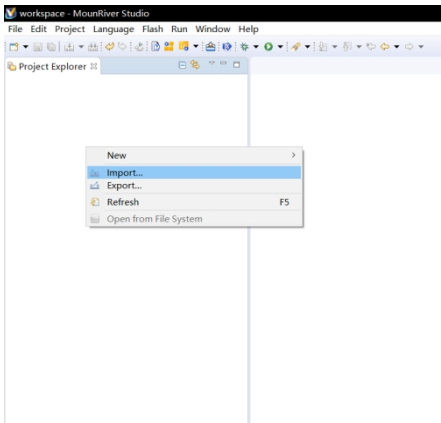 workspace - MounRiver Studio
File Edit Project Language Flash Run Window Help
Project Explorer
New
Import...
Export...
Refresh F5
Open from File System